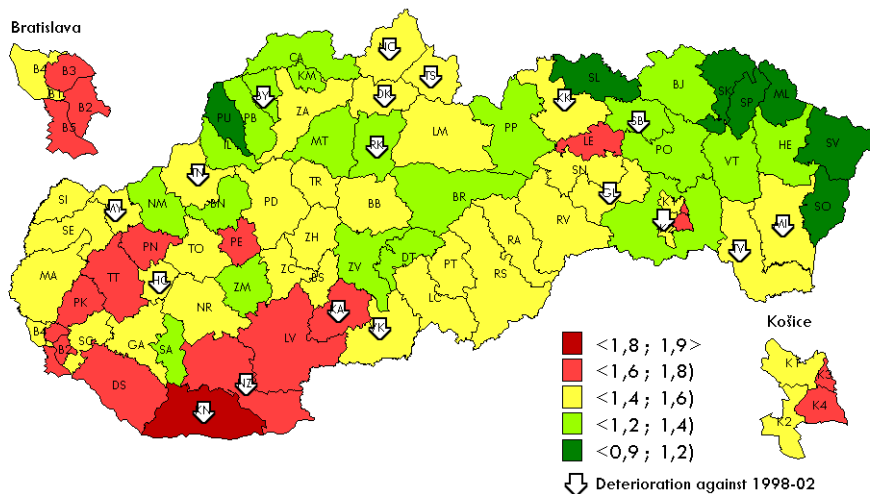 Bratislava
B4
B3
B1
B2
B5
NO
CA
TS
KM
BY
DK
KK
SL
BJ
SK
SP
ML
PU
PB
IL
ZA
MT
RK
LM
PP
LE
SB
PO
VT
HE
SV
SO
TN
SI
MY
SE
NM
BN
PD
TR
BB
BR
SN
GL
K1
RV
MI
TV
MA
PN
TT
TO
PE
ZH
ZC
BS
ZV
DT
PT
RA
RS
PK
HC
NR
ZM
KA
VK
LC
LV
B4
B2
SC
GA
SA
DS
NZ
KN
Košice
K1
K3
K4
K2
<1,8 ; 1,9>
<1,6 ; 1,8)
<1,4 ; 1,6)
<1,2 ; 1,4)
<0,9 ; 1,2)
Deterioration against 1998-02